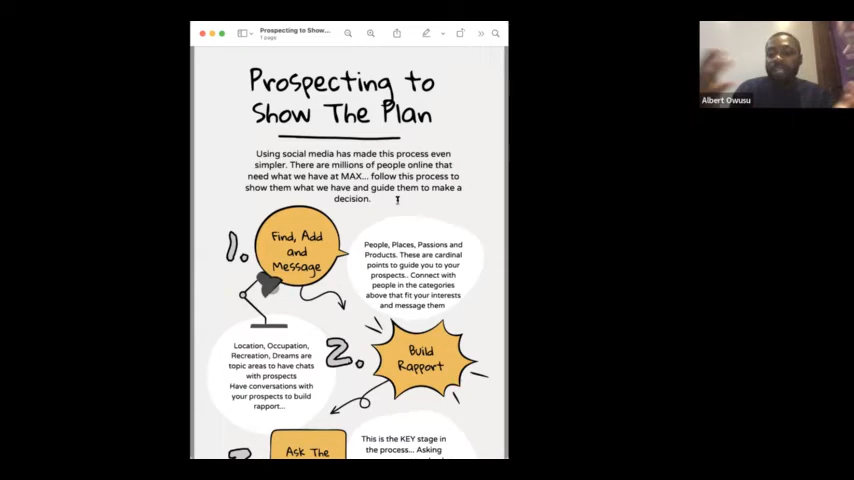 Prospecting to Show...
1 page
Albert Owusu
Prospecting to
Show The Plan
Using social media has made this process even
simpler. There are millions of people online that
need what we have at MAX... follow this process to
show them what we have and guide them to make a
decision.
1.
Find, Add
and
Message
People, Places, Passions and
Products. These are cardinal
points to guide you to your
prospects.. Connect with
people in the categories
above that fit your interests
and message them
Location, Occupation,
Recreation, Dreams are
topic areas to have chats
with prospects
Have conversations with
your prospects to build
rapport...
2.
Build
Rapport
Ask The
This is the KEY stage in
the process... Asking